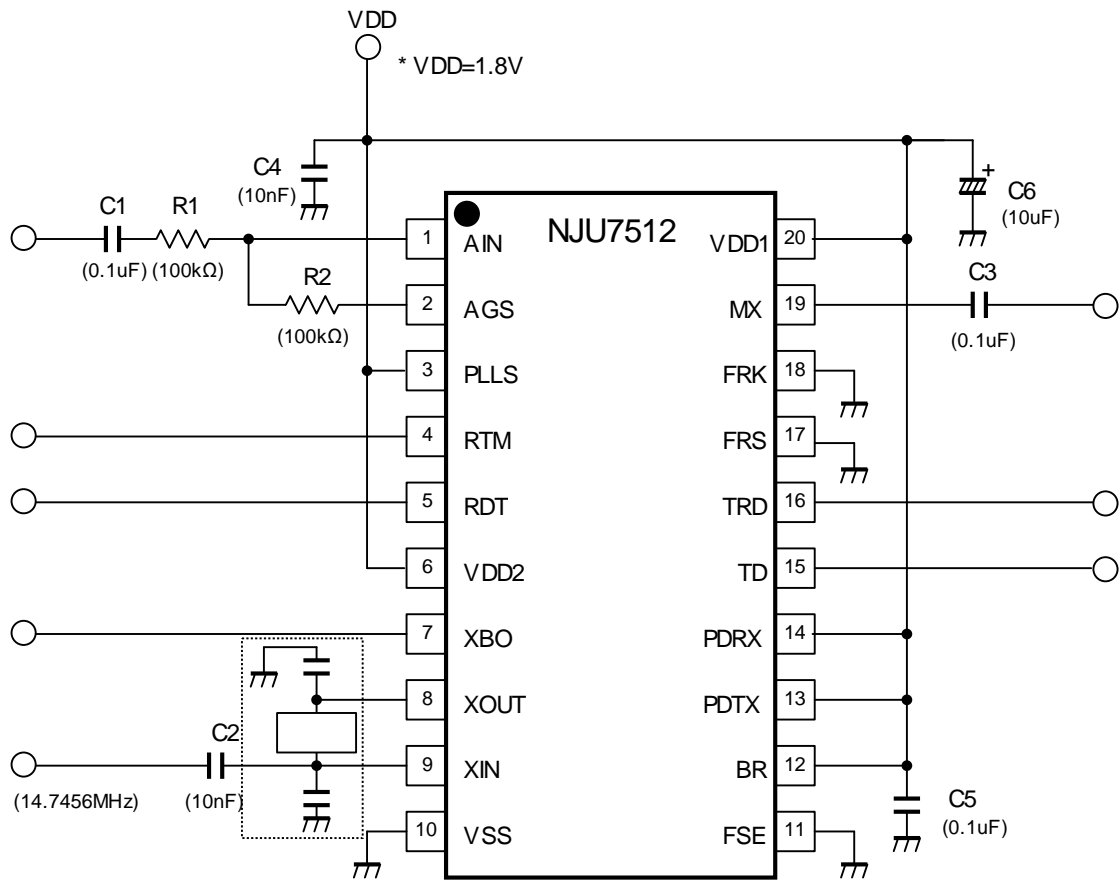 VDD
* VDD=1.8V
C4
(10nF)
+
C6
(10uF)
C1
R1
(0.1uF)
(100kΩ)
R2
(100kΩ)
NJU7512
1
AIN
2
AGS
3
PLLS
4
RTM
5
RDT
6
VDD2
7
XBO
8
XOUT
9
XIN
10
VSS
VDD1
20
MX
19
FRK
18
FRS
17
TRD
16
TD
15
PDRX
14
PDTX
13
BR
12
FSE
11
C3
(0.1uF)
C2
(14.7456MHz)
(10nF)
C5
(0.1uF)